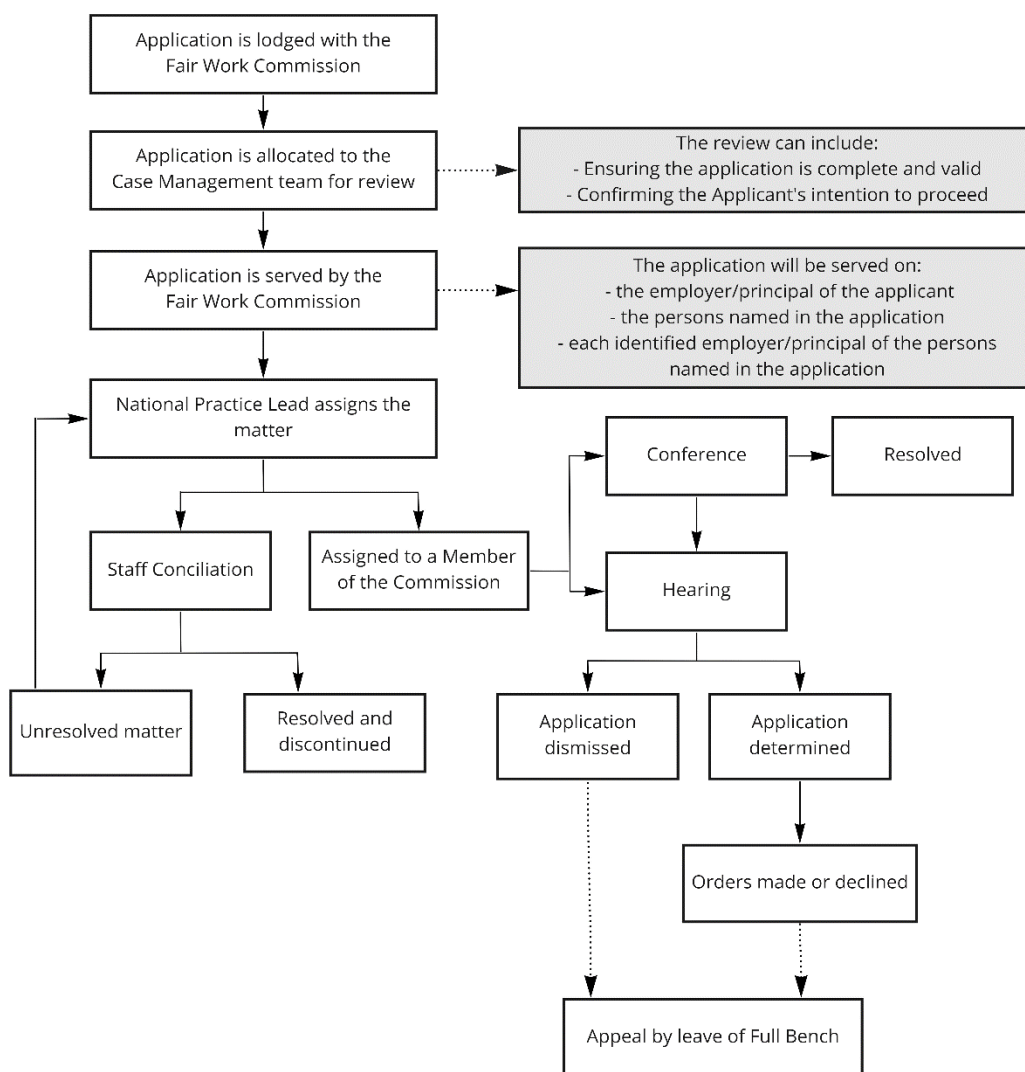 Application is lodged with the
Fair Work Commission
Application is allocated to the
Case Management team for review
The review can include:
- Ensuring the application is complete and valid
- Confirming the Applicant's intention to proceed
Application is served by the
Fair Work Commission
The application will be served on:
- the employer/principal of the applicant
- the persons named in the application
- each identified employer/principal of the persons
named in the application
National Practice Lead assigns the
matter
Conference
Resolved
Staff Conciliation
Assigned to a Member
of the Commission
Hearing
Unresolved matter
Resolved and
discontinued
Application
dismissed
Application
determined
Orders made or declined
Appeal by leave of Full Bench